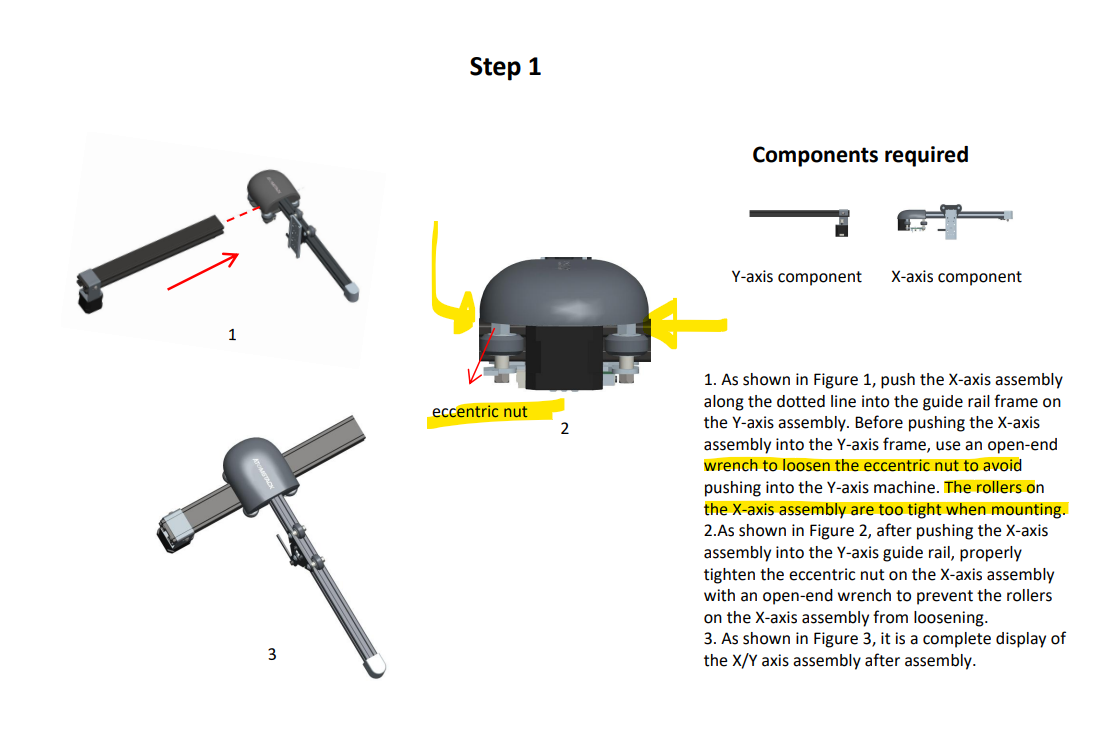 Step 1
Components required
Y-axis component
X-axis component
1
eccentric nut
2
3
1. As shown in Figure 1, push the X-axis assembly
along the dotted line into the guide rail frame on
the Y-axis assembly. Before pushing the X-axis
assembly into the Y-axis frame, use an open-end
wrench to loosen the eccentric nut to avoid
pushing into the Y-axis machine. The rollers on
the X-axis assembly are too tight when mounting.
2.As shown in Figure 2, after pushing the X-axis
assembly into the Y-axis guide rail, properly
tighten the eccentric nut on the X-axis assembly
with an open-end wrench to prevent the rollers
on the X-axis assembly from loosening.
3. As shown in Figure 3, it is a complete display of
the X/Y axis assembly after assembly.